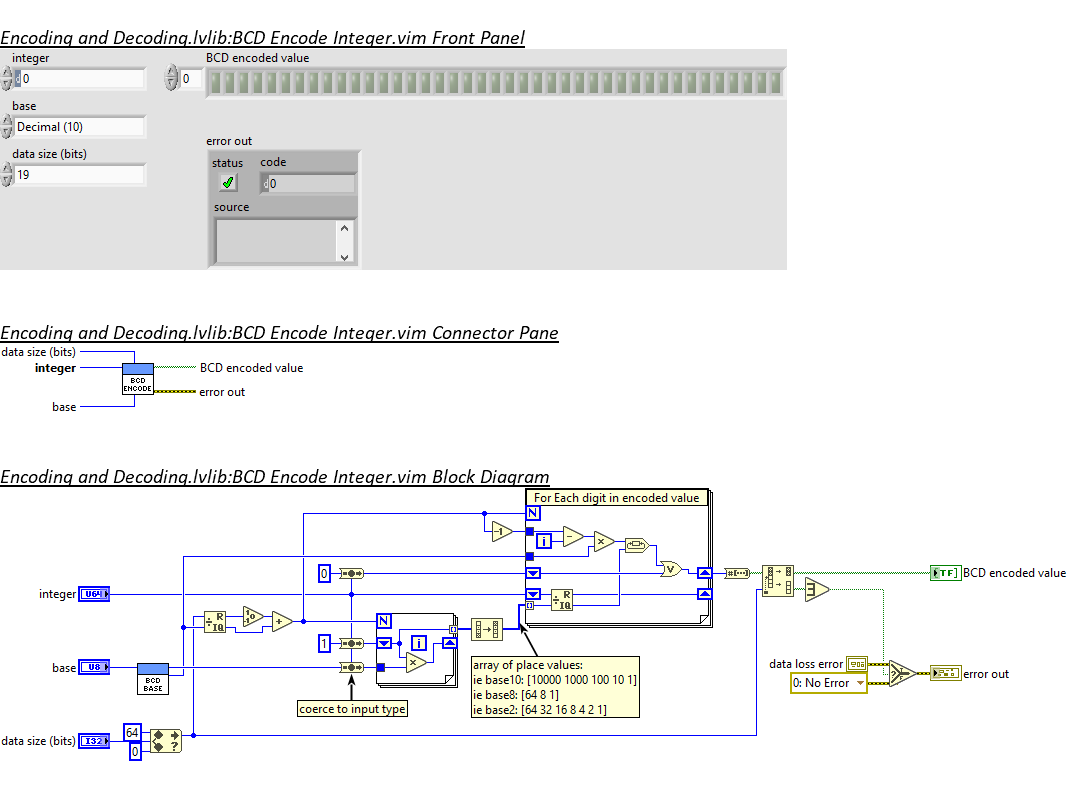 Encoding and Decoding.lvlib:BCD Encode Integer.vim Front Panel
integer
BCD encoded value
d 0
0
base
Decimal (10)
error out
data size (bits)
status
code
19
d 0
source
Encoding and Decoding.lvlib:BCD Encode Integer.vim Connector Pane
data size (bits)
integer
BCD encoded value
BCD
ENCODE
error out
base
Encoding and Decoding.lvlib:BCD Encode Integer.vim Block Diagram
For Each digit in encoded value
N
-1
i
0
integer
U64
R
IQ
N
1
i
base
U8
BCD
BASE
R
IQ
TF
BCD encoded value
array of place values:
ie base10: [10000 1000 100 10 1]
ie base8: [64 8 1]
ie base2: [64 32 16 8 4 2 1]
coerce to input type
data loss error
0: No Error
error out
data size (bits)
I32
64
0
?